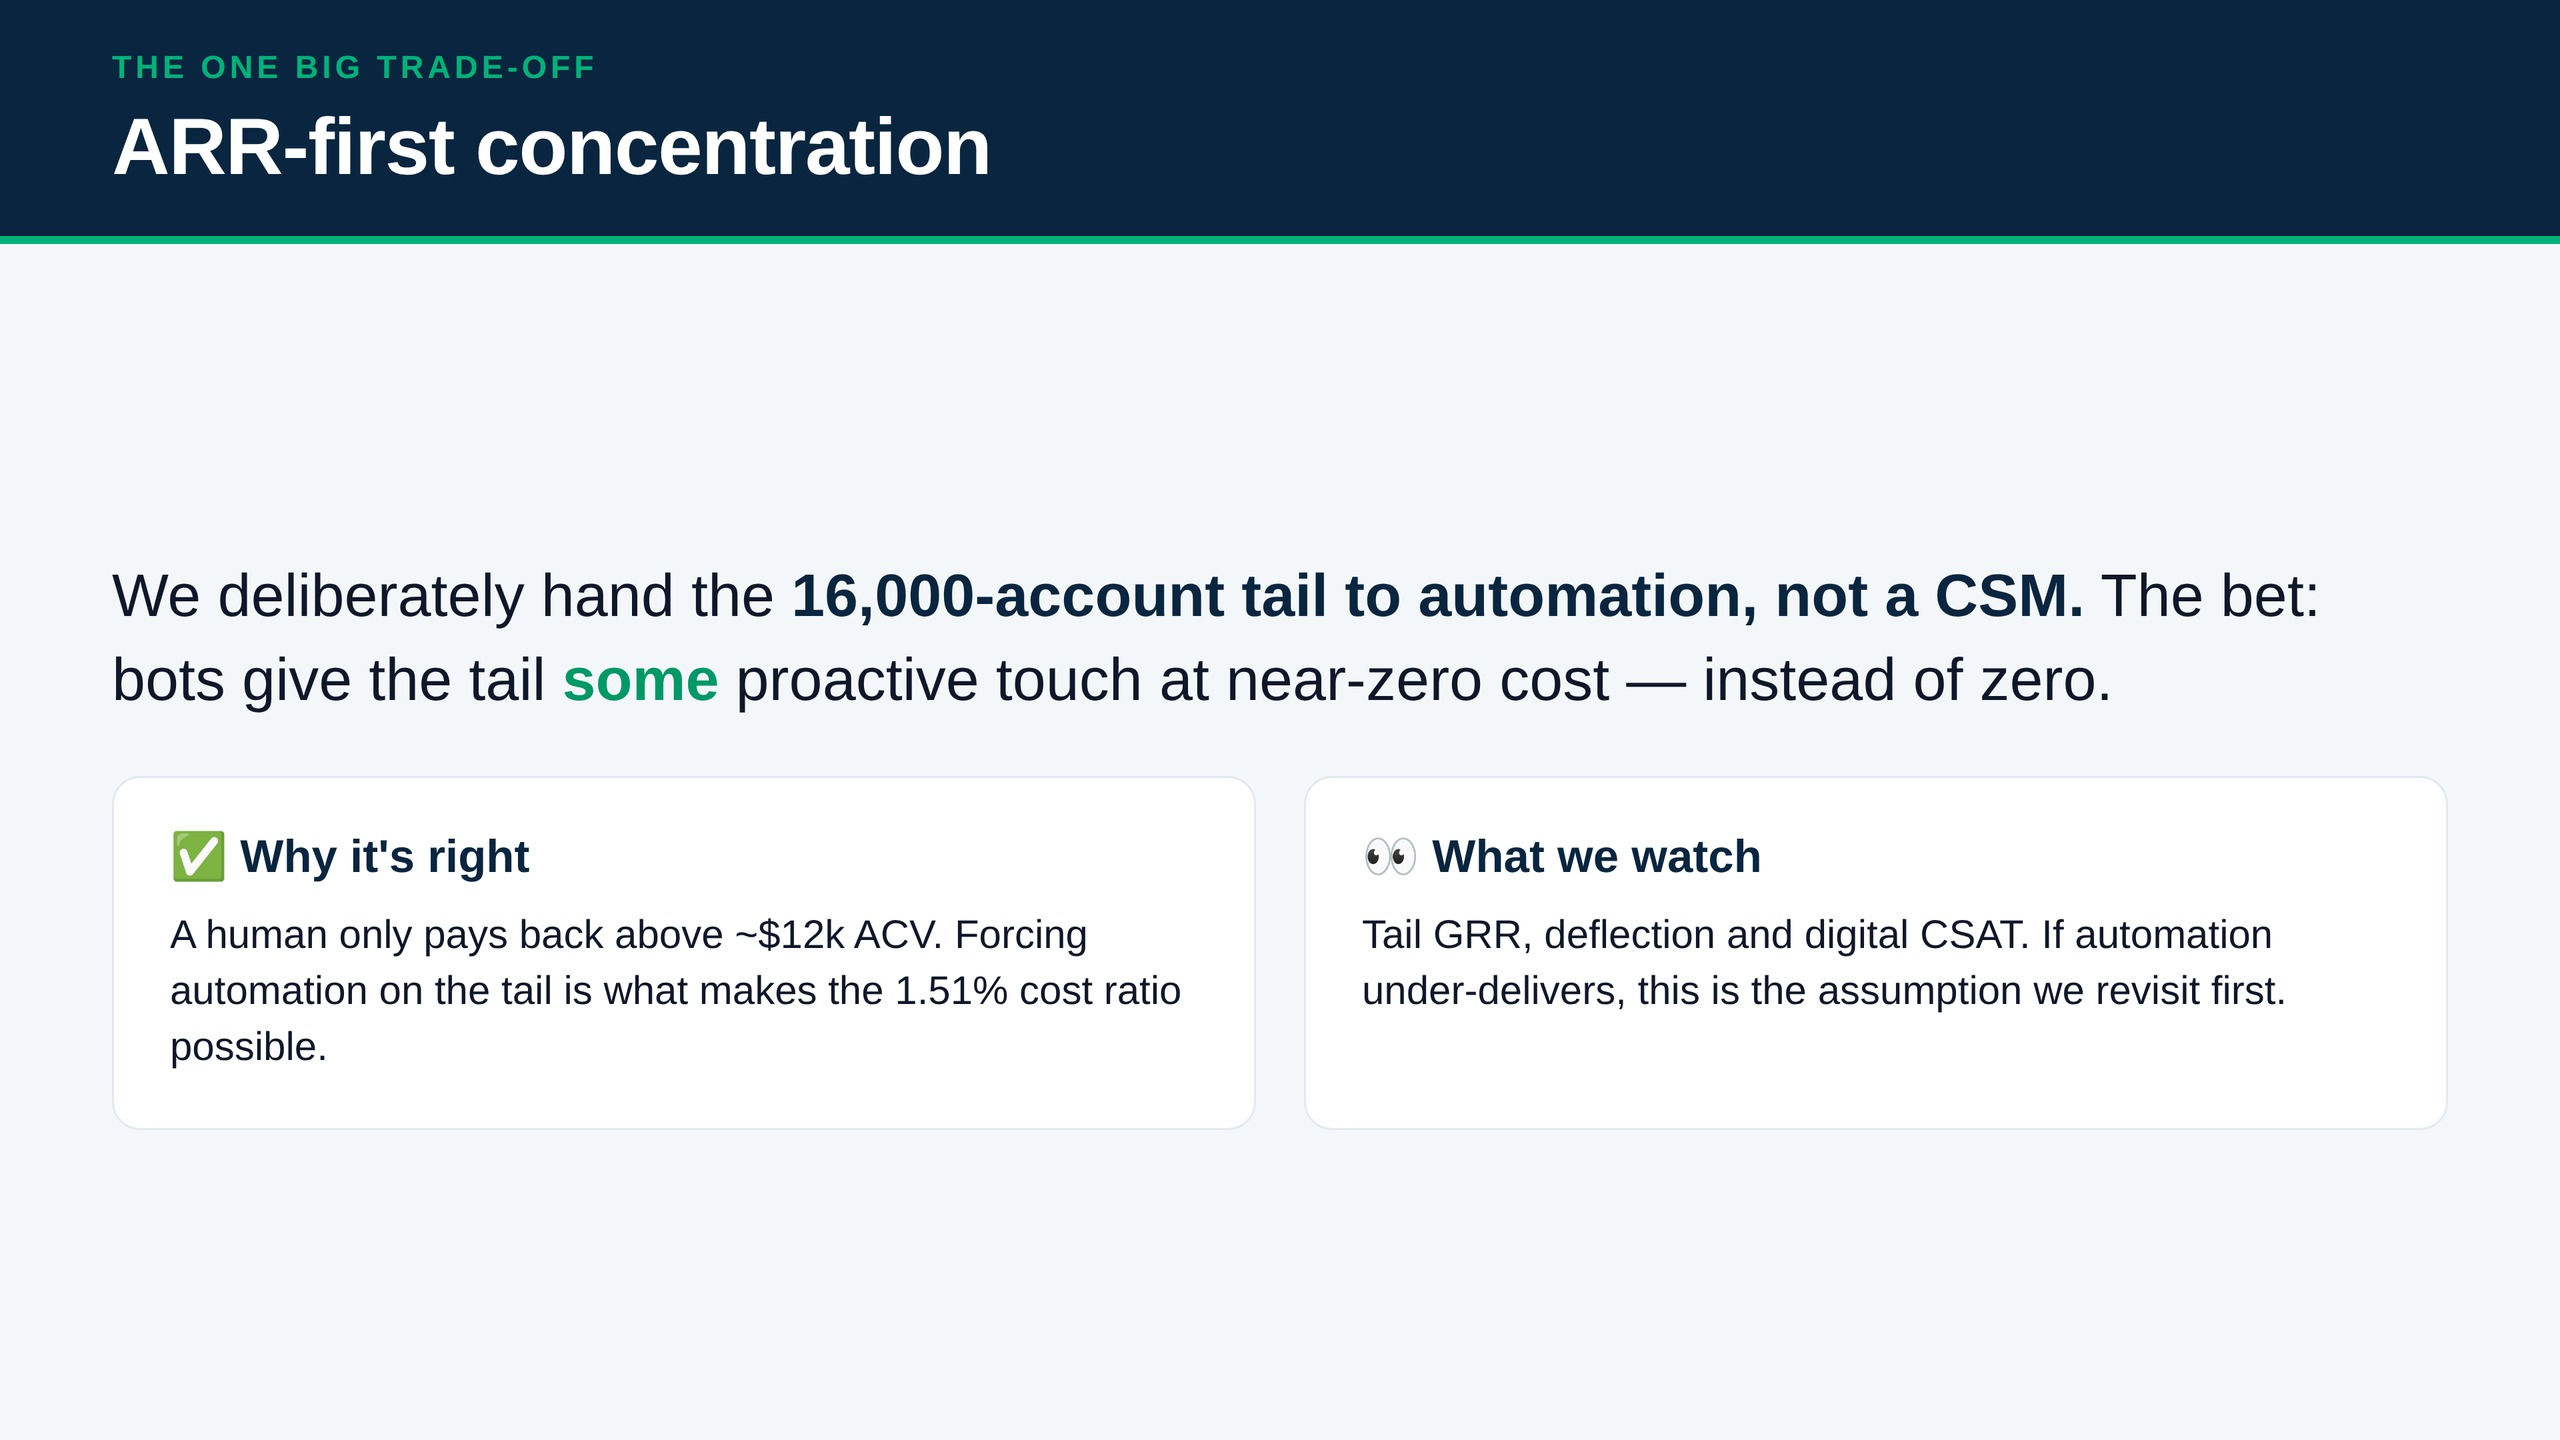 THE ONE BIG TRADE-OFF
ARR-first concentration
We deliberately hand the 16,000-account tail to automation, not a CSM. The bet:
bots give the tail some proactive touch at near-zero cost — instead of zero.
✅ Why it's right
A human only pays back above ~$12k ACV. Forcing
automation on the tail is what makes the 1.51% cost ratio
possible.
👀 What we watch
Tail GRR, deflection and digital CSAT. If automation
under-delivers, this is the assumption we revisit first.